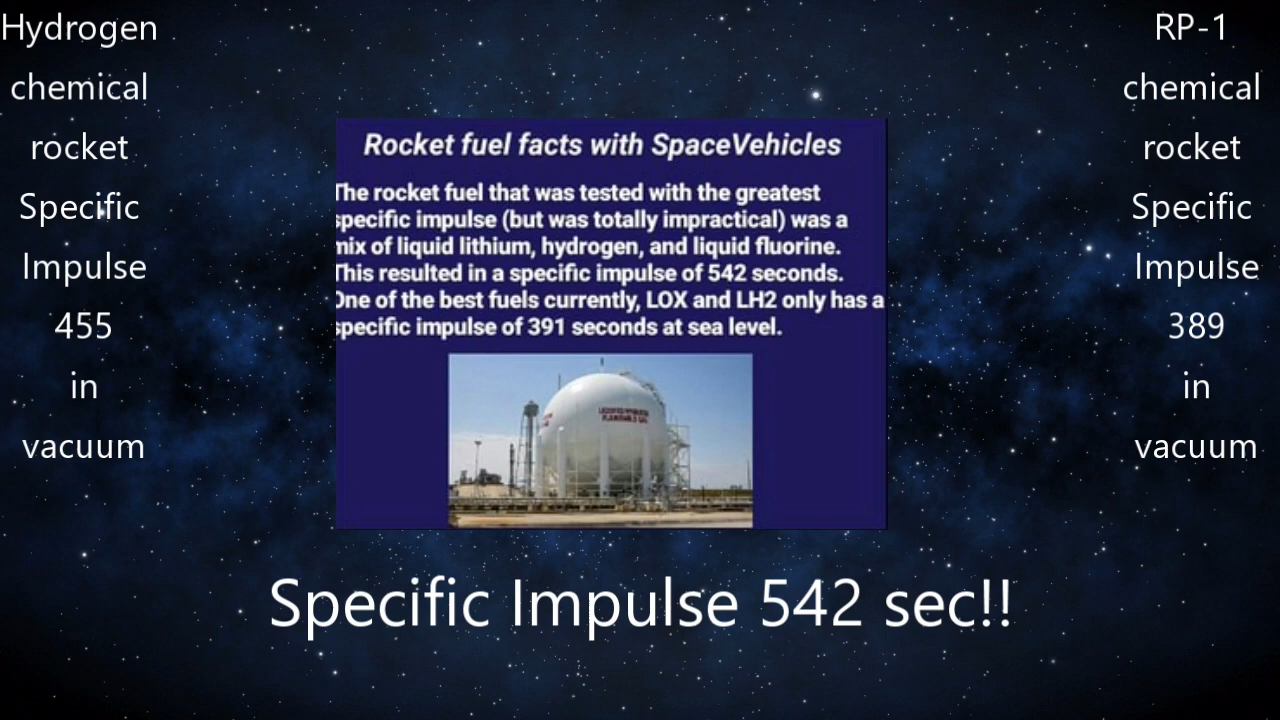 Hydrogen
chemical
rocket
Specific
Impulse
455
in
vacuum
Rocket fuel facts with SpaceVehicles
The rocket fuel that was tested with the greatest
specific impulse (but was totally impractical) was a
mix of liquid lithium, hydrogen, and liquid fluorine.
This resulted in a specific impulse of 542 seconds.
One of the best fuels currently, LOX and LH2 only has a
specific impulse of 391 seconds at sea level.
RP-1
chemical
rocket
Specific
Impulse
389
in
vacuum
Specific Impulse 542 sec!!